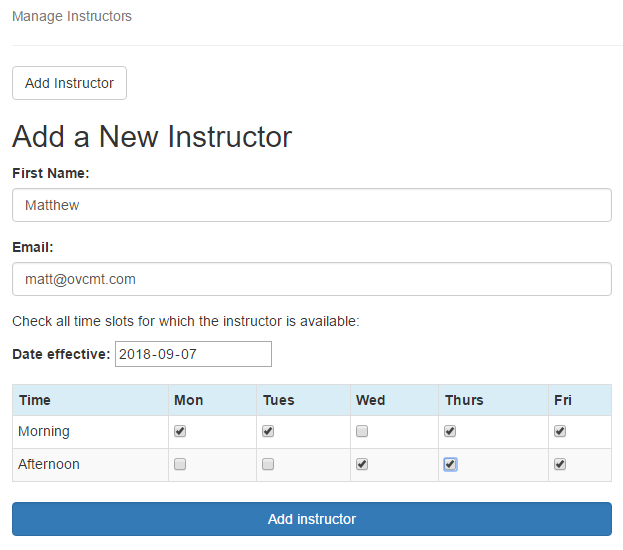 Manage Instructors
Add Instructor
Add a New Instructor
First Name:
Matthew
Email:
matt@ovcmt.com
Check all time slots for which the instructor is available:
Date effective: 2018-09-07
Time Mon Tues Wed Thurs Fri
Morning
Afternoon
Add instructor